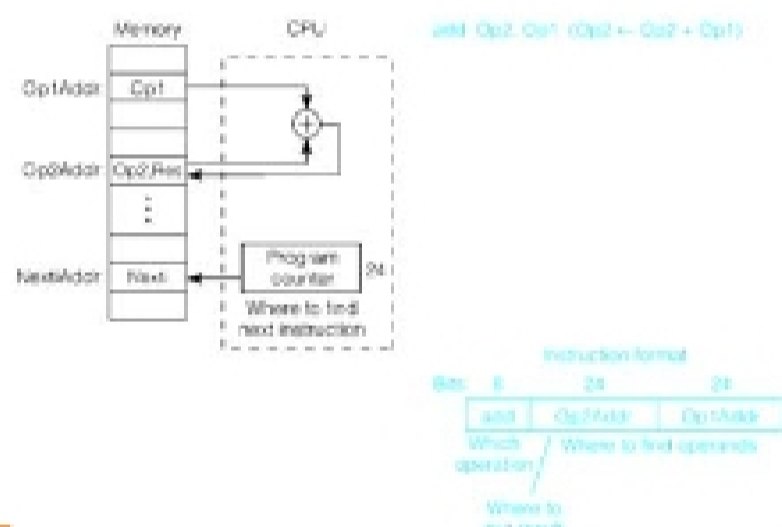 Memory
CPU
add Op2, Op1 (Op2 ← Op2 + Op1)
Op1Addr
Op1
+
Op2Addr
Op2,Res
NextiAddr
Nexti
Program
counter
24
Where to find
next instruction
Instruction format
Bits: 8 24 24
add Op2Addr Op1Addr
Which
operation
Where to find operands
Where to
put result